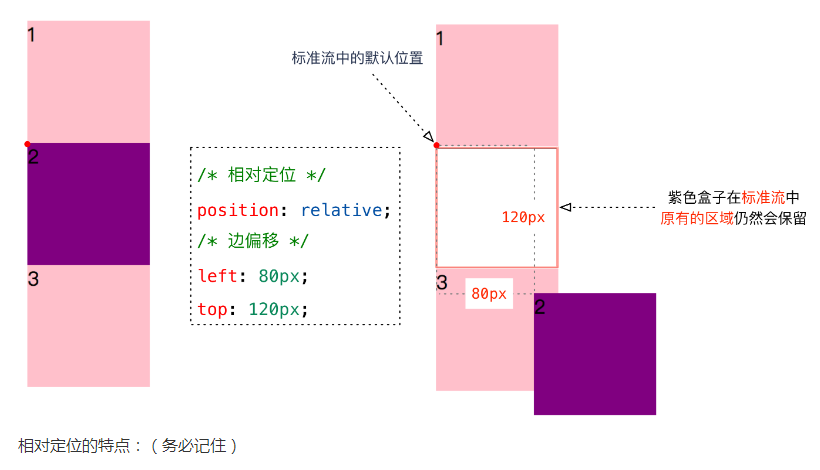 1
2
3
/* 相对定位 */
position: relative;
/* 边偏移 */
left: 80px;
top: 120px;
标准流中的默认位置
1
120px
3
80px
2
紫色盒子在标准流中
原有的区域仍然会保留
相对定位的特点：（务必记住）